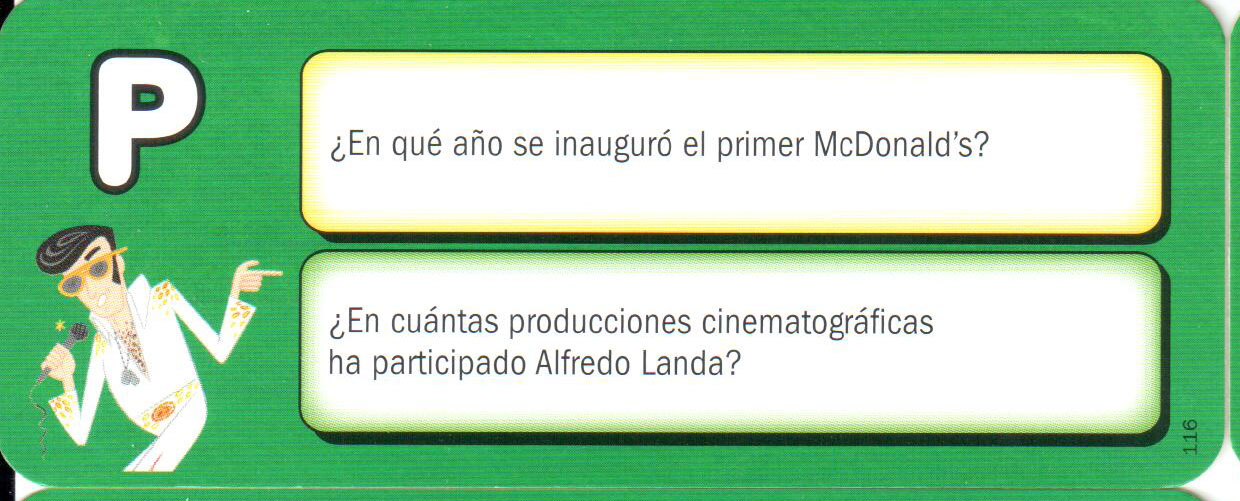 P
¿En qué año se inauguró el primer McDonald’s?
¿En cuántas producciones cinematográficas
ha participado Alfredo Landa?
116